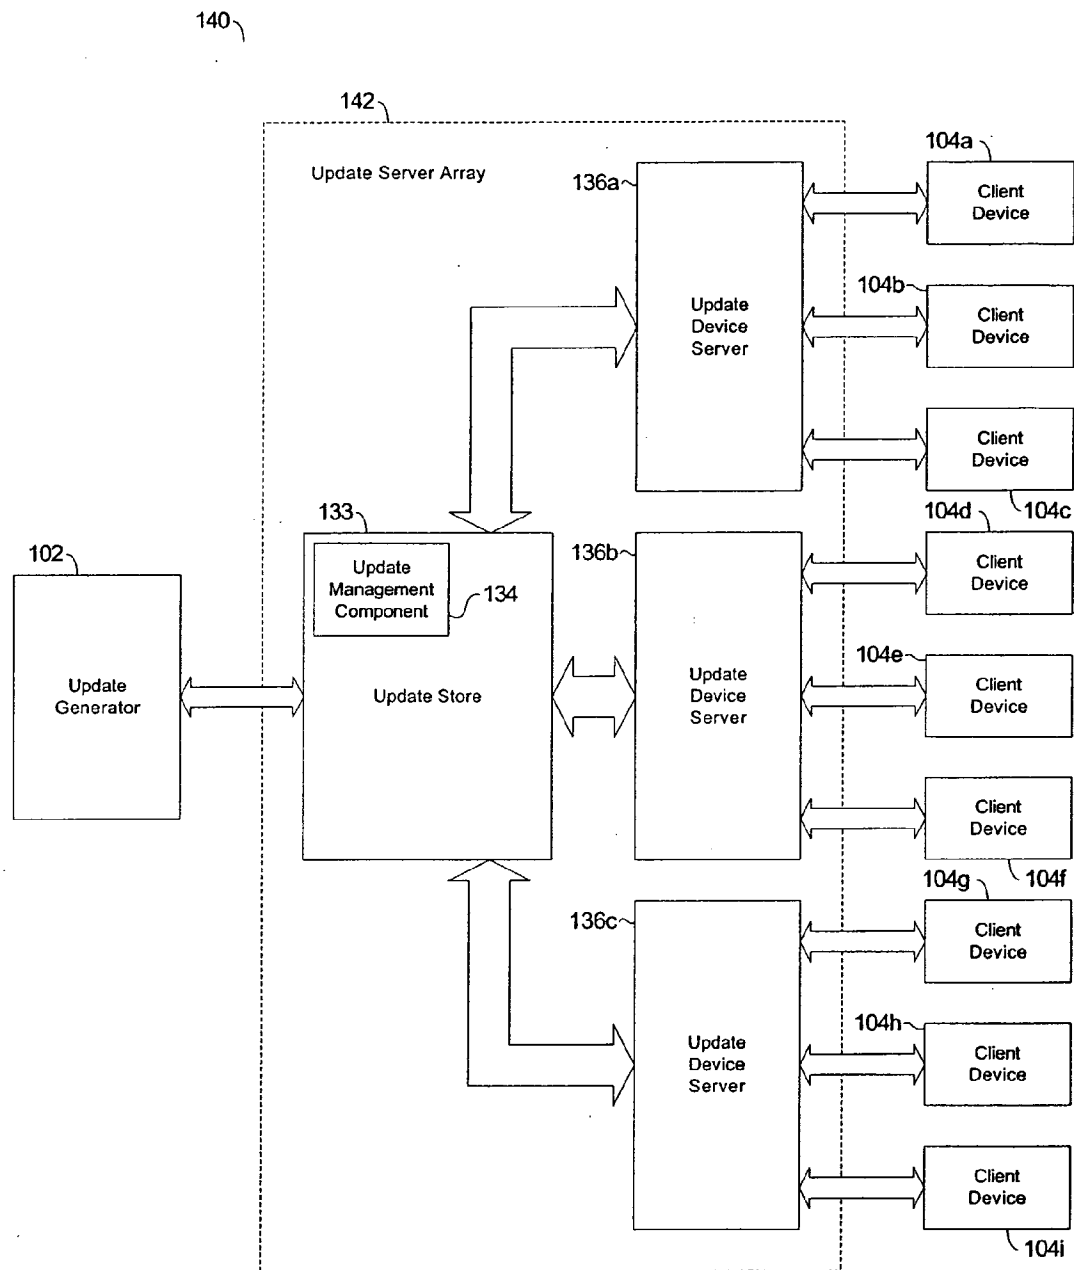 140
142
Update Server Array
136a
Update
Device
Server
104a
Client
Device
104b
Client
Device
Client
Device
104c
133
Update
Management
Component
134
Update Store
102
Update
Generator
136b
Update
Device
Server
104d
Client
Device
104e
Client
Device
Client
Device
104f
136c
Update
Device
Server
104g
Client
Device
104h
Client
Device
Client
Device
104i